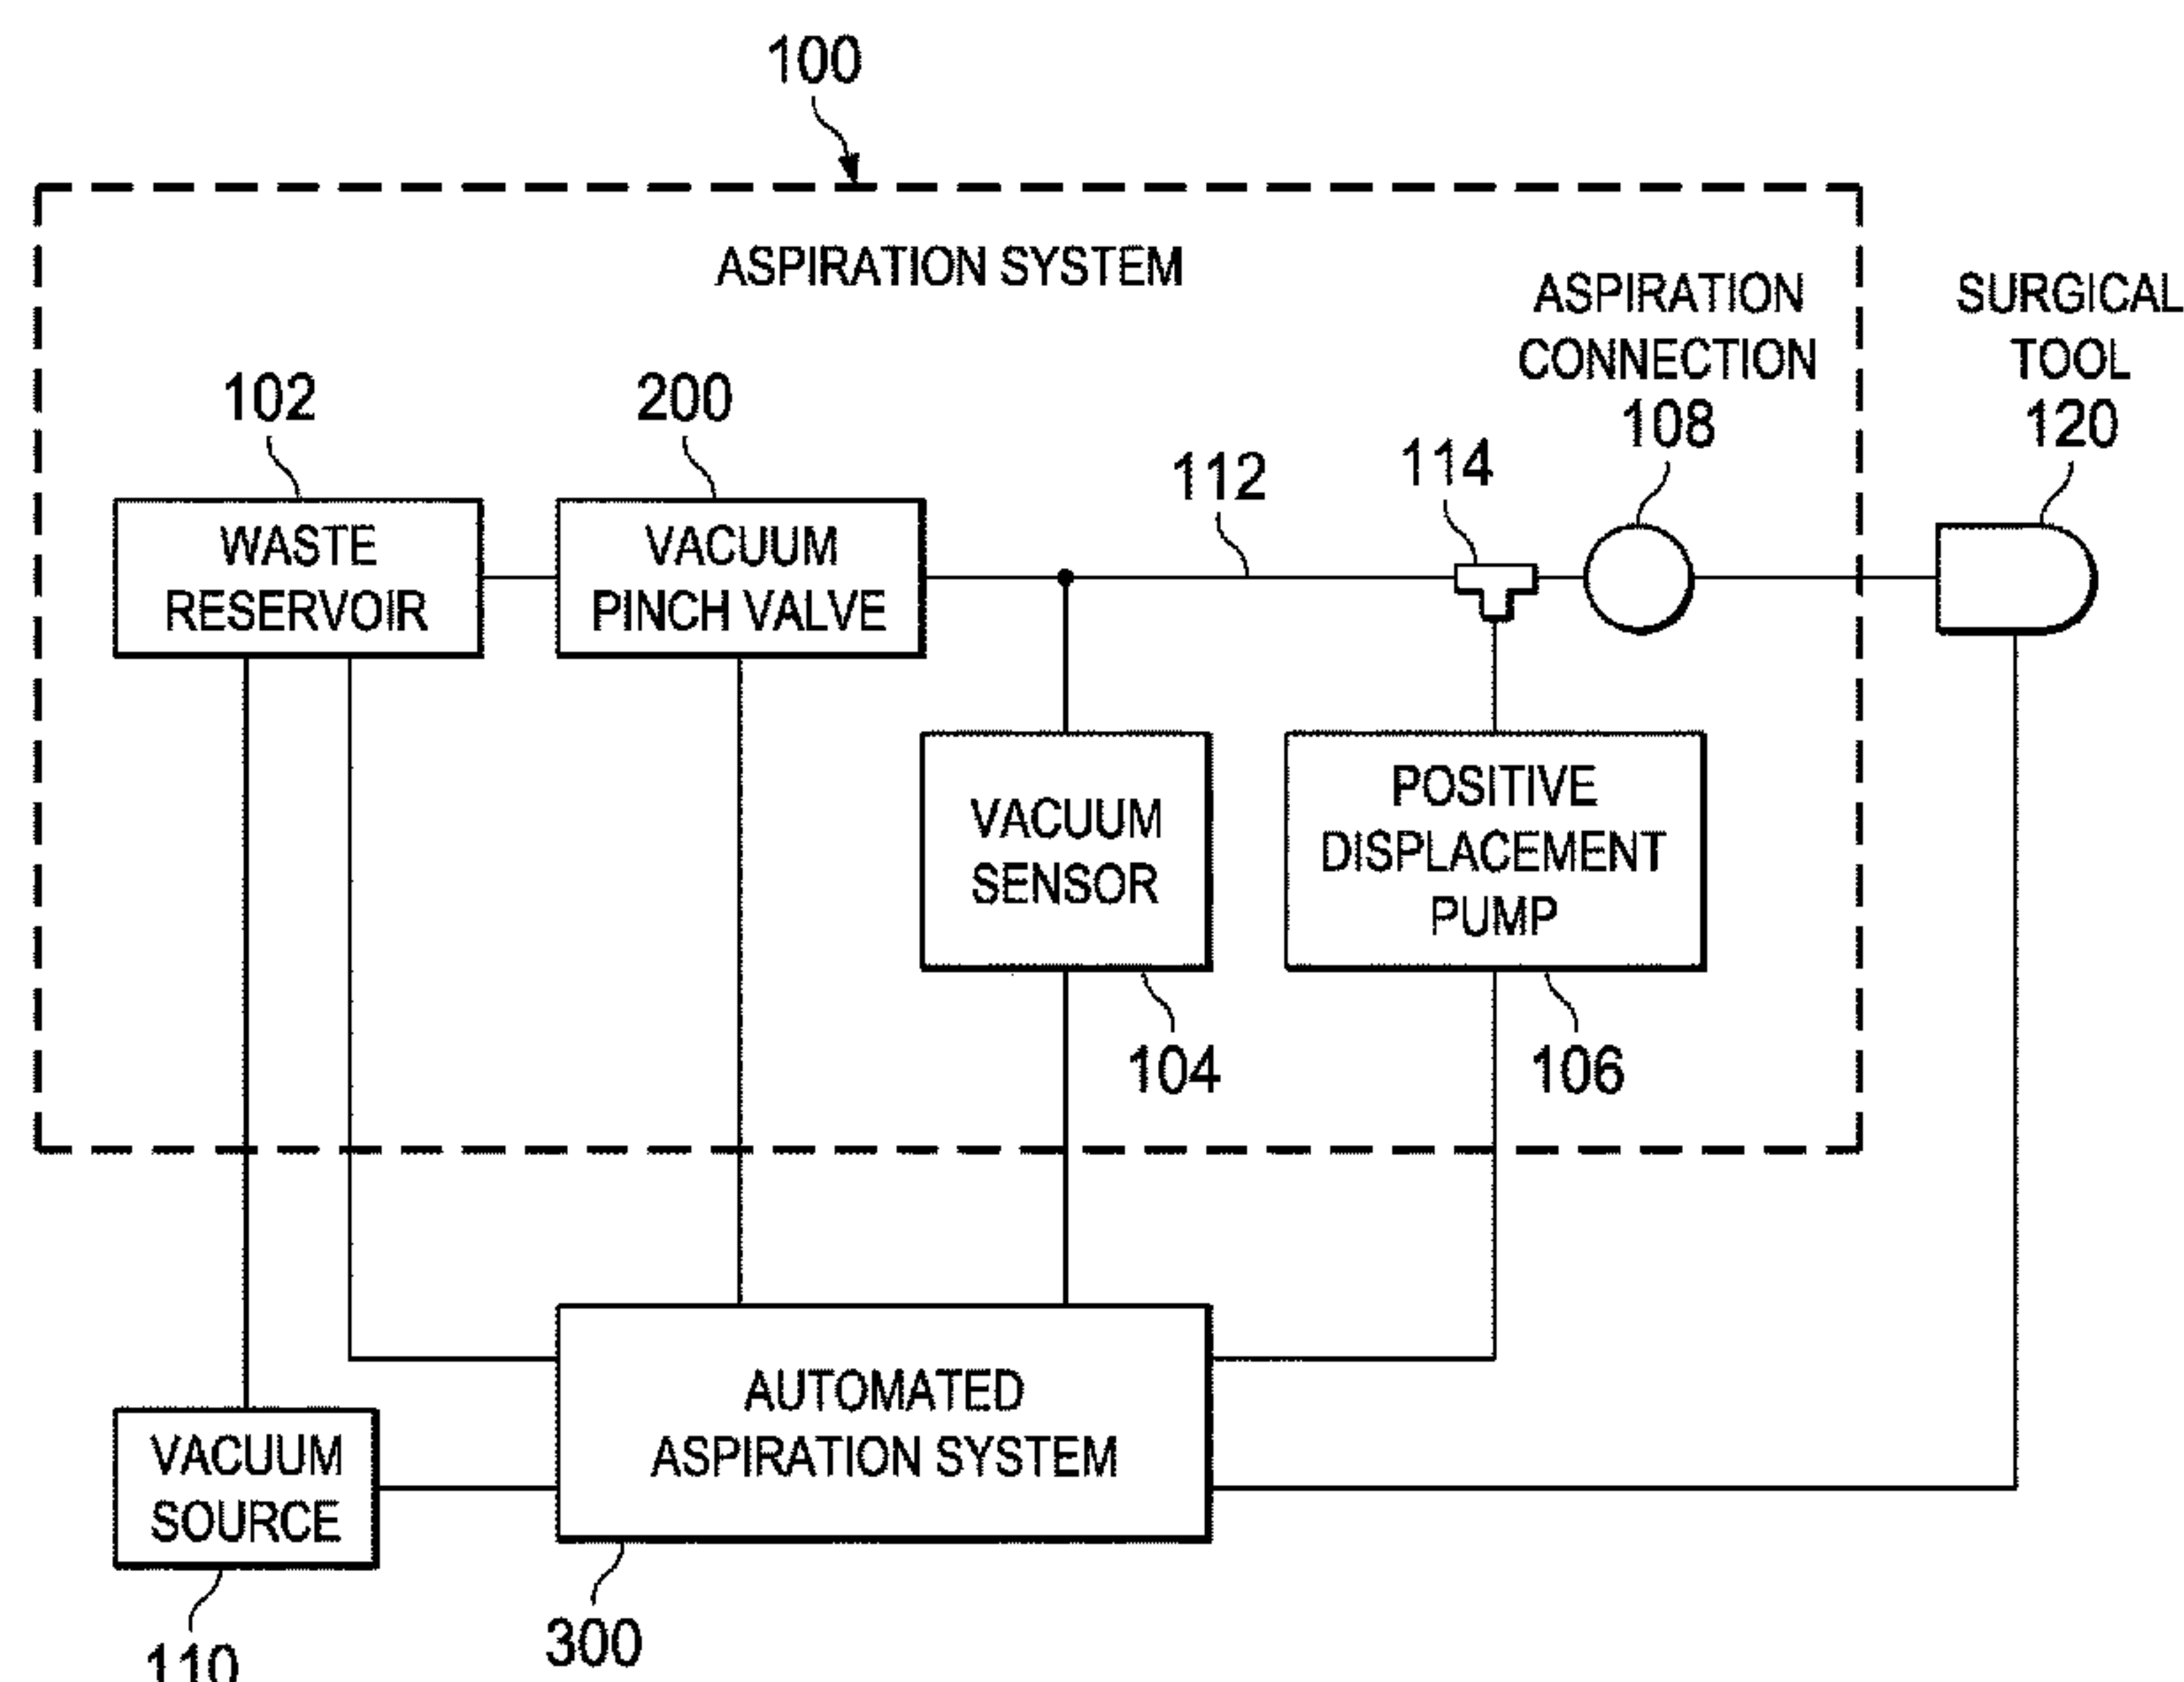 100
ASPIRATION SYSTEM
ASPIRATION
CONNECTION
108
SURGICAL
TOOL
120
102
200
112
114
WASTE
RESERVOIR
VACUUM
PINCH VALVE
VACUUM
SENSOR
POSITIVE
DISPLACEMENT
PUMP
104
106
AUTOMATED
ASPIRATION SYSTEM
VACUUM
SOURCE
300
110